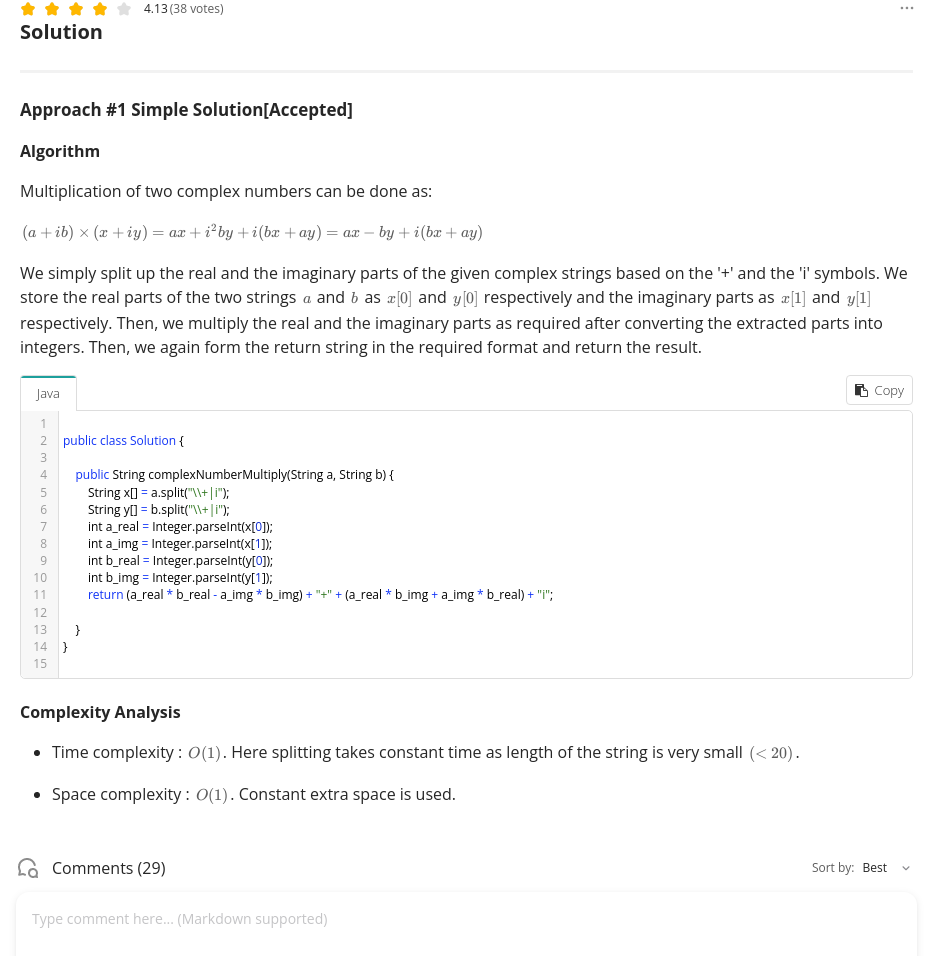 4.13 (38 votes)
Solution
Approach #1 Simple Solution[Accepted]
Algorithm
Multiplication of two complex numbers can be done as:
(a + ib) × (x + iy) = ax + i²by + i(bx + ay) = ax − by + i(bx + ay)
We simply split up the real and the imaginary parts of the given complex strings based on the '+' and the 'i' symbols. We
store the real parts of the two strings a and b as x[0] and y[0] respectively and the imaginary parts as x[1] and y[1]
respectively. Then, we multiply the real and the imaginary parts as required after converting the extracted parts into
integers. Then, we again form the return string in the required format and return the result.
Java
Copy
1
2 public class Solution {
3
4 public String complexNumberMultiply(String a, String b) {
5 String x[] = a.split("\\+|i");
6 String y[] = b.split("\\+|i");
7 int a_real = Integer.parseInt(x[0]);
8 int a_img = Integer.parseInt(x[1]);
9 int b_real = Integer.parseInt(y[0]);
10 int b_img = Integer.parseInt(y[1]);
11 return (a_real * b_real - a_img * b_img) + "+" + (a_real * b_img + a_img * b_real) + "i";
12
13 }
14 }
15
Complexity Analysis
• Time complexity : O(1). Here splitting takes constant time as length of the string is very small (< 20).
• Space complexity : O(1). Constant extra space is used.
Comments (29)
Sort by: Best
Type comment here... (Markdown supported)